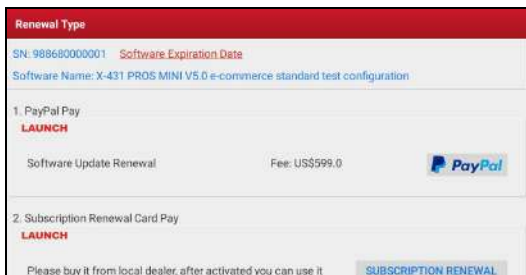 Renewal Type
SN: 988680000001 Software Expiration Date
Software Name: X-431 PROS MINI V5.0 e-commerce standard test configuration
1. PayPal Pay
LAUNCH
Software Update Renewal Fee: US$599.0 PayPal
2. Subscription Renewal Card Pay
LAUNCH
Please buy it from local dealer, after activated you can use it SUBSCRIPTION RENEWAL